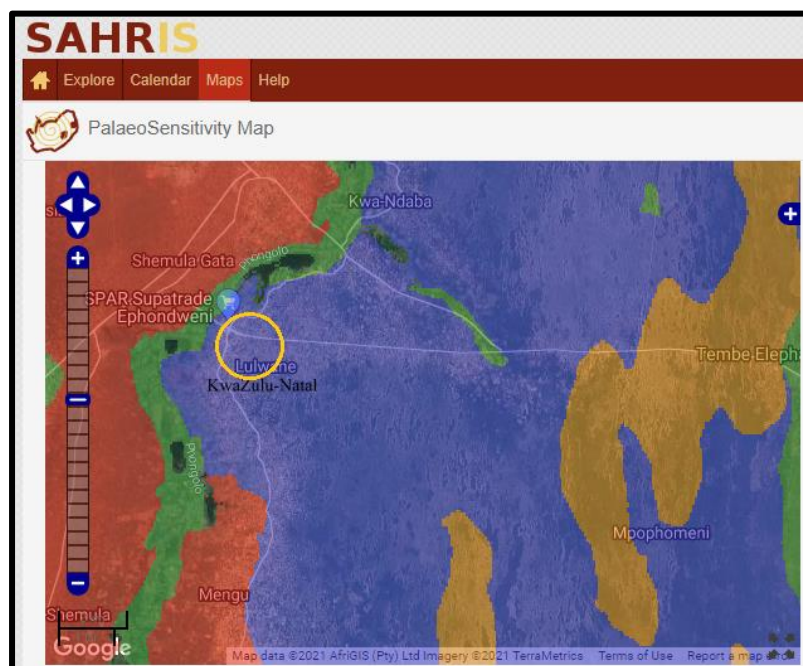 SAHRIS
Explore Calendar Maps Help
PalaeoSensitivity Map
Kwa-Ndaba
Phongolo
Shemula Gata
SPAR Supatrade
Ephondweni
Lulwane
KwaZulu-Natal
Tembe Eleph
Phongolo
Mpophomeni
Mengu
Shemula
Google
Map data ©2021 AfriGIS (Pty) Ltd Imagery ©2021 TerraMetrics Terms of Use Report a map error